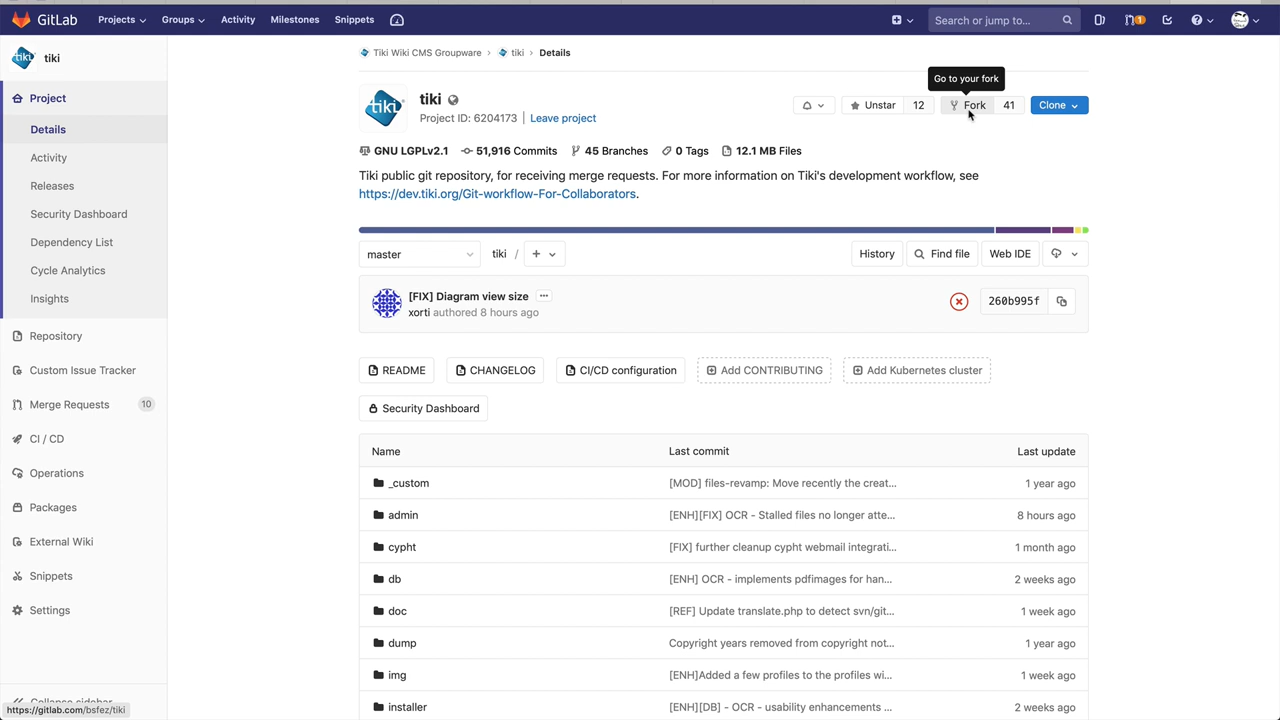 GitLab Projects Groups Activity Milestones Snippets Search or jump to... 1
tiki tiki
Tiki Wiki CMS Groupware › tiki › Details
Go to your fork
Project
tiki tiki
Unstar 12 Fork 41 Clone
Project ID: 6204173 | Leave project
Details
Activity
Releases
Security Dashboard
Dependency List
Cycle Analytics
Insights
Repository
Custom Issue Tracker
Merge Requests 10
CI / CD
Operations
Packages
External Wiki
Snippets
Settings
Collapse sidebar
https://gitlab.com/bsfez/tiki
GNU LGPLv2.1 51,916 Commits 45 Branches 0 Tags 12.1 MB Files
Tiki public git repository, for receiving merge requests. For more information on Tiki's development workflow, see
https://dev.tiki.org/Git-workflow-For-Collaborators.
master tiki / + History Find file Web IDE
[FIX] Diagram view size ...
xorti authored 8 hours ago
260b995f
README CHANGELOG CI/CD configuration Add CONTRIBUTING Add Kubernetes cluster
Security Dashboard
Name Last commit Last update
_custom [MOD] files-revamp: Move recently the creat... 1 year ago
admin [ENH][FIX] OCR - Stalled files no longer atte... 8 hours ago
cypht [FIX] further cleanup cypht webmail integrati... 1 month ago
db [ENH] OCR - implements pdfimages for han... 2 weeks ago
doc [REF] Update translate.php to detect svn/git... 1 week ago
dump Copyright years removed from copyright not... 1 year ago
img [ENH]Added a few profiles to the profiles wi... 1 week ago
installer [ENH][DB] - OCR - usability enhancements ... 2 weeks ago